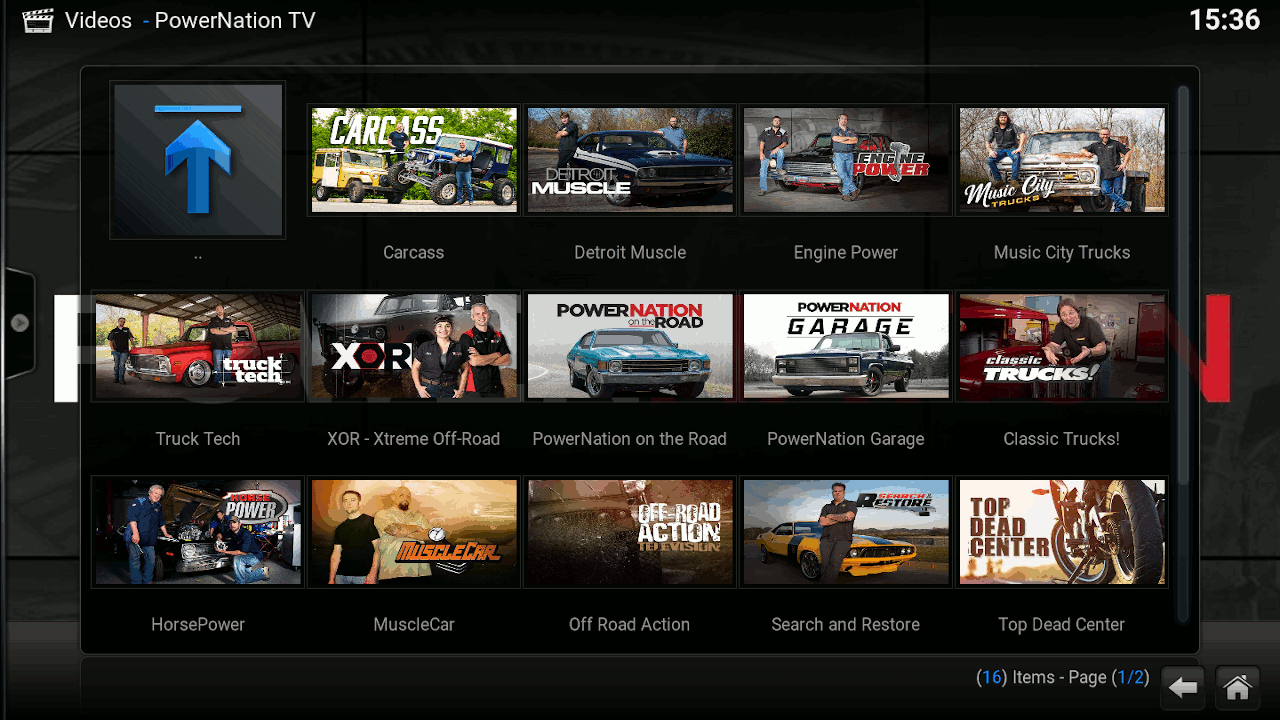 Videos - PowerNation TV
15:36
CARCASS
DETROIT
MUSCLE
ENGINE
POWER
Music City
TRUCKS
..
Carcass
Detroit Muscle
Engine Power
Music City Trucks
truck
tech
XOR
POWERNATION
on the ROAD
POWERNATION
GARAGE
classic
TRUCKS!
N
Truck Tech
XOR - Xtreme Off-Road
PowerNation on the Road
PowerNation Garage
Classic Trucks!
HORSE
POWER
MUSCLECAR
OFF-ROAD
ACTION
TELEVISION
SEARCH &
RESTORE
TOP
DEAD
CENTER
HorsePower
MuscleCar
Off Road Action
Search and Restore
Top Dead Center
(16) Items - Page (1/2)